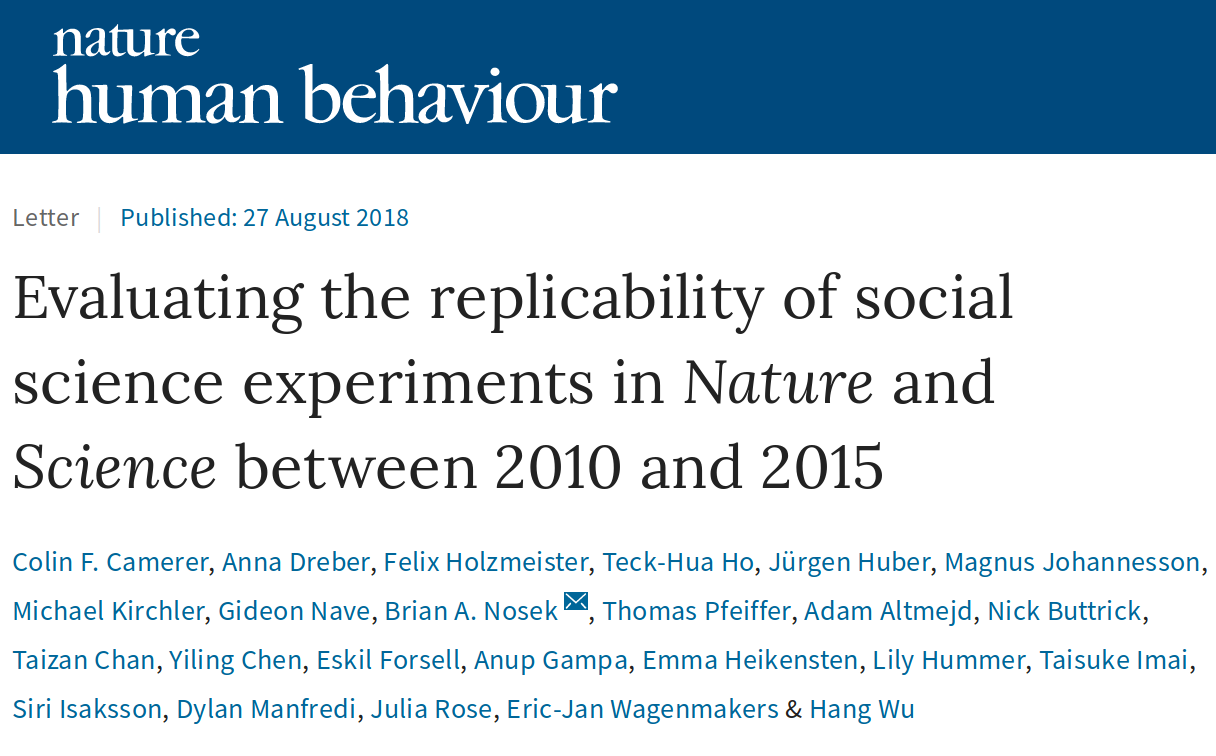 nature
human behaviour
Letter | Published: 27 August 2018
Evaluating the replicability of social
science experiments in Nature and
Science between 2010 and 2015
Colin F. Camerer, Anna Dreber, Felix Holzmeister, Teck-Hua Ho, Jürgen Huber, Magnus Johannesson,
Michael Kirchler, Gideon Nave, Brian A. Nosek, Thomas Pfeiffer, Adam Altmejd, Nick Buttrick,
Taizan Chan, Yiling Chen, Eskil Forsell, Anup Gampa, Emma Heikensten, Lily Hummer, Taisuke Imai,
Siri Isaksson, Dylan Manfredi, Julia Rose, Eric-Jan Wagenmakers & Hang Wu